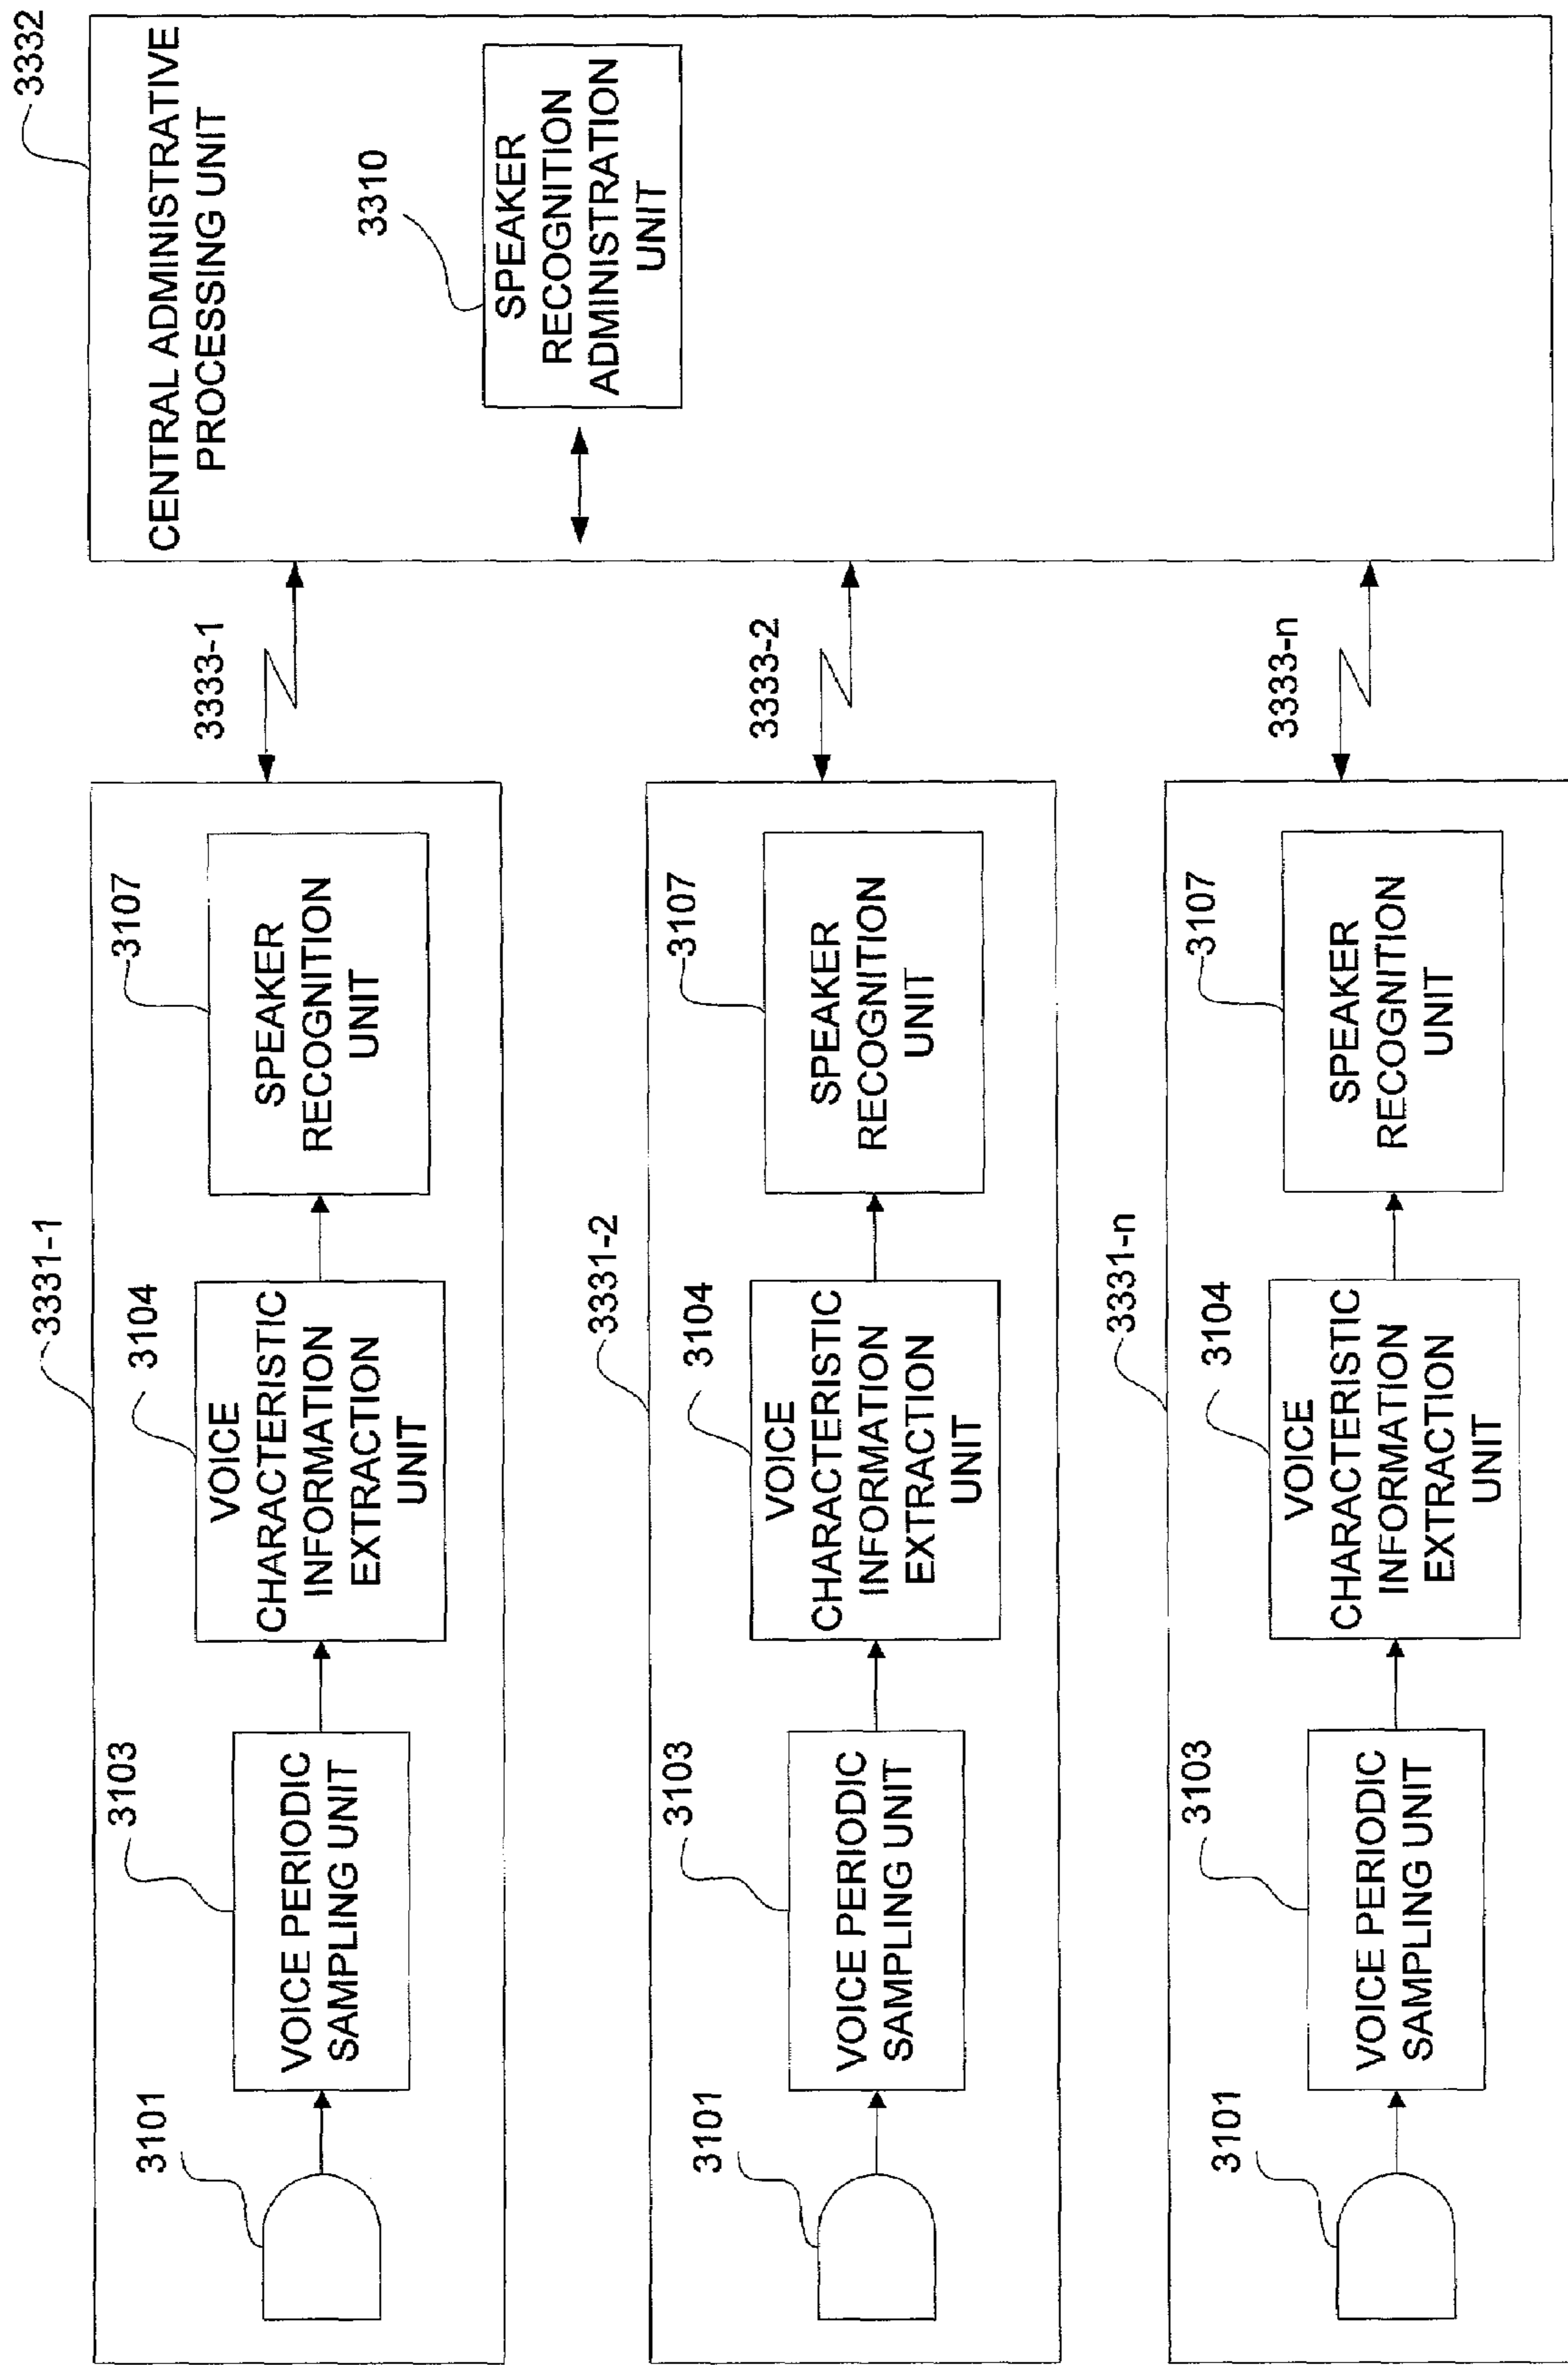 3331-1
3101
3103
VOICE PERIODIC
SAMPLING UNIT
3104
VOICE
CHARACTERISTIC
INFORMATION
EXTRACTION
UNIT
3107
SPEAKER
RECOGNITION
UNIT
3333-1
3331-2
3101
3103
VOICE PERIODIC
SAMPLING UNIT
3104
VOICE
CHARACTERISTIC
INFORMATION
EXTRACTION
UNIT
3107
SPEAKER
RECOGNITION
UNIT
3333-2
3331-n
3101
3103
VOICE PERIODIC
SAMPLING UNIT
3104
VOICE
CHARACTERISTIC
INFORMATION
EXTRACTION
UNIT
3107
SPEAKER
RECOGNITION
UNIT
3333-n
3332
CENTRAL ADMINISTRATIVE
PROCESSING UNIT
3310
SPEAKER
RECOGNITION
ADMINISTRATION
UNIT